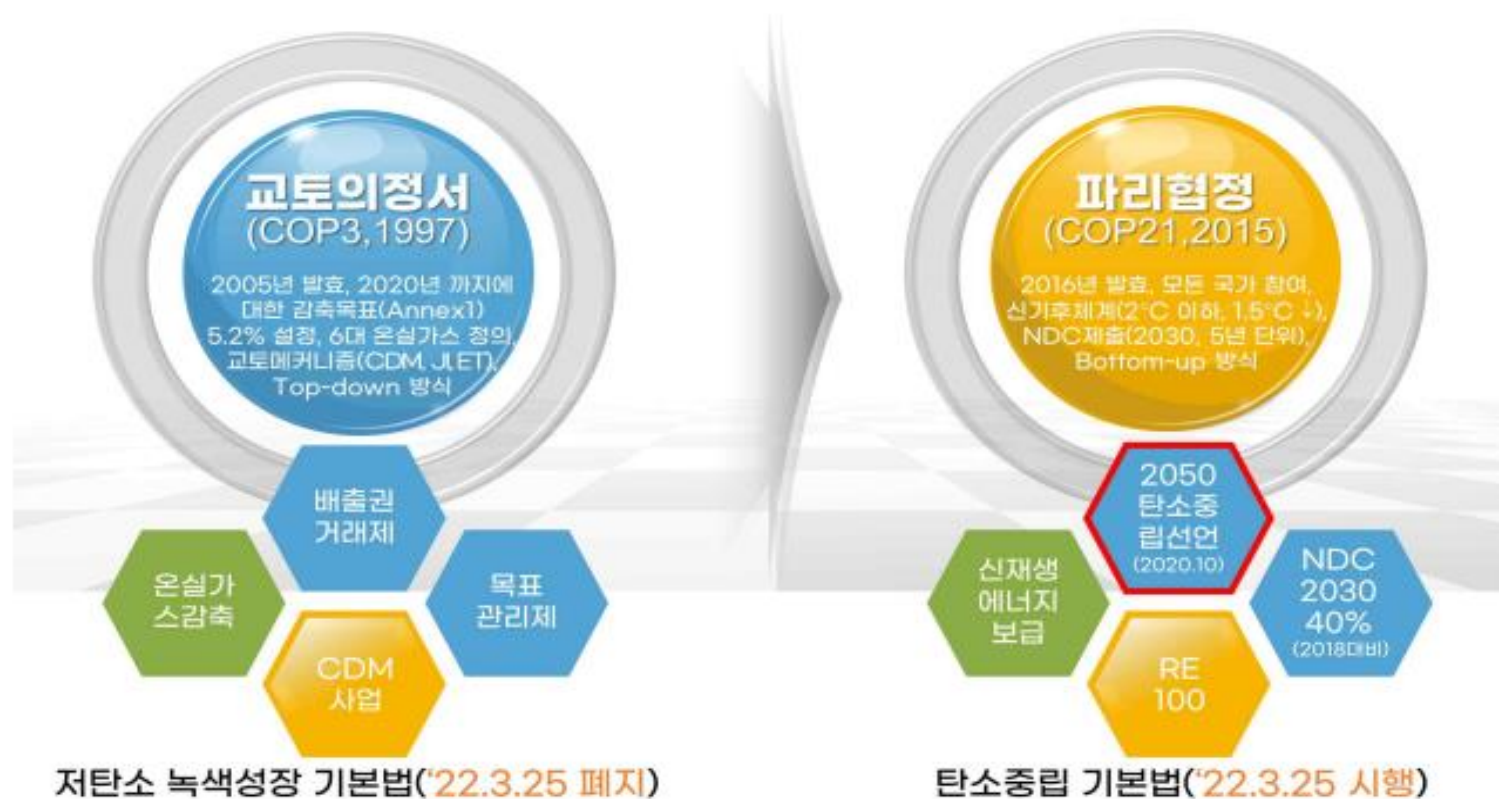 교토의정서
(COP3,1997)
2005년 발효, 2020년 까지에
대한 감축목표(Annex1)
5.2% 설정, 6대 온실가스 정의,
교토메커니즘(CDM, JI,ET),
Top-down 방식
배출권
거래제
온실가
스감축
목표
관리제
CDM
사업
저탄소 녹색성장 기본법(‘22.3.25 폐지)
파리협정
(COP21,2015)
2016년 발효, 모든 국가 참여,
신기후체계(2°C 이하, 1.5°C ↓),
NDC제출(2030, 5년 단위),
Bottom-up 방식
2050
탄소중
립선언
(2020.10)
신재생
에너지
보급
NDC
2030
40%
(2018대비)
RE
100
탄소중립 기본법(‘22.3.25 시행)